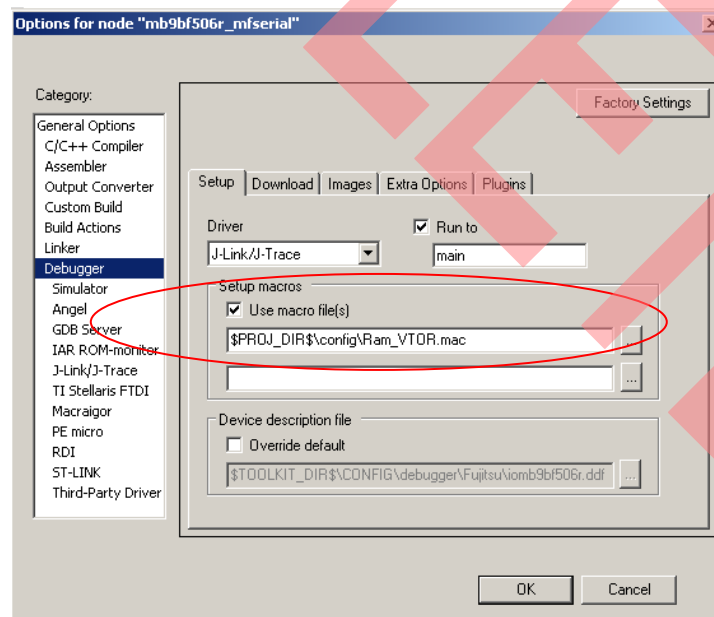 Options for node "mb9bf506r_mfserial"
Category:
Factory Settings
General Options
C/C++ Compiler
Assembler
Output Converter
Custom Build
Build Actions
Linker
Debugger
Simulator
Angel
GDB Server
IAR ROM-monitor
J-Link/J-Trace
TI Stellaris FTDI
Macraigor
PE micro
RDI
ST-LINK
Third-Party Driver
Setup Download Images Extra Options Plugins
Driver
Run to
J-Link/J-Trace
main
Setup macros
Use macro file(s)
$PROJ_DIR$\config\Ram_VTOR.mac
...
...
Device description file
Override default
$TOOLKIT_DIR$\CONFIG\debugger\Fujitsu\iomb9bf506r.ddf
...
OK Cancel